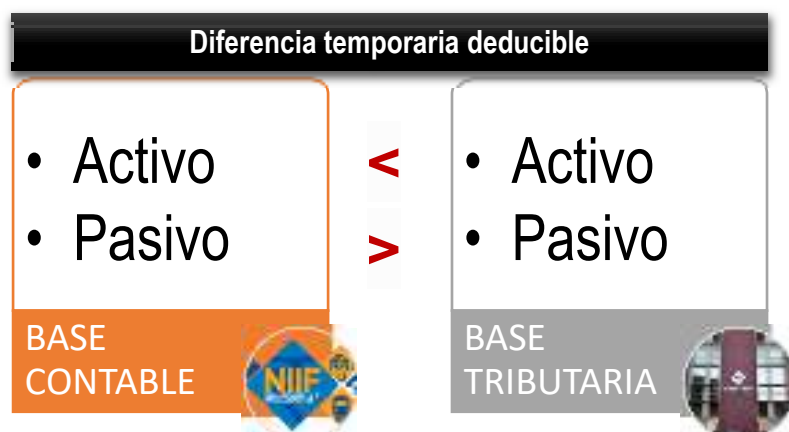 Diferencia temporaria deducible
• Activo < • Activo
• Pasivo > • Pasivo
BASE
CONTABLE
NIIF
BASE
TRIBUTARIA